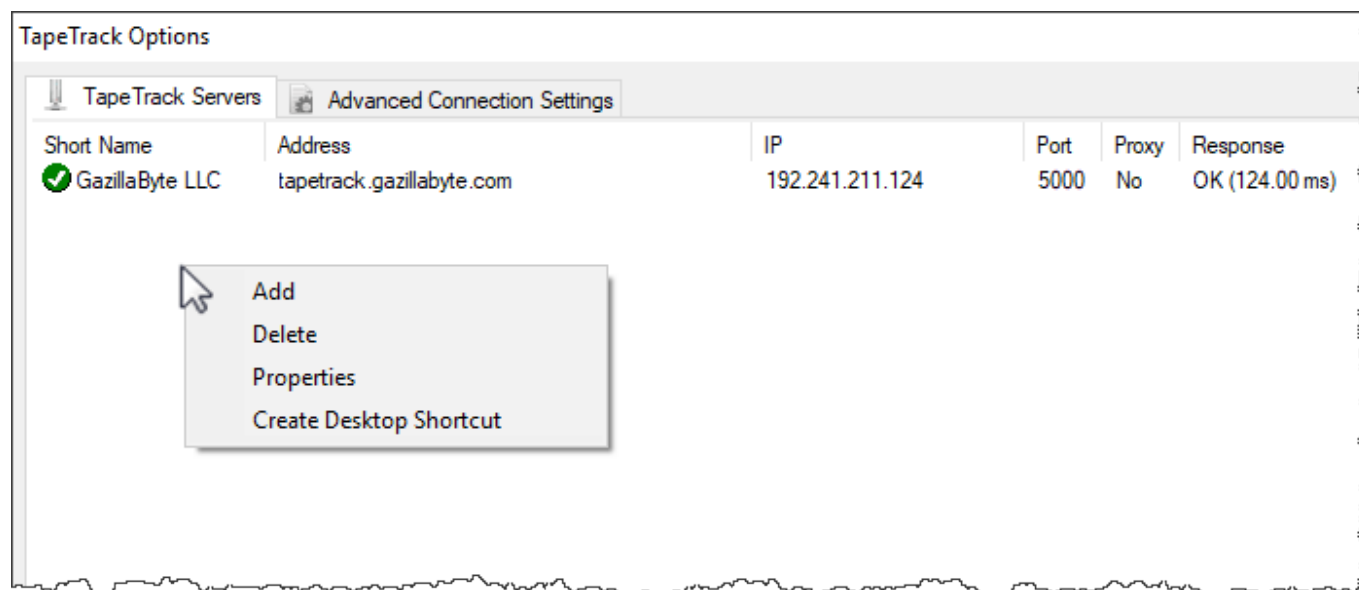 TapeTrack Options
TapeTrack Servers Advanced Connection Settings
Short Name Address IP Port Proxy Response
GazillaByte LLC tapetrack.gazillabyte.com 192.241.211.124 5000 No OK (124.00 ms)
Add
Delete
Properties
Create Desktop Shortcut